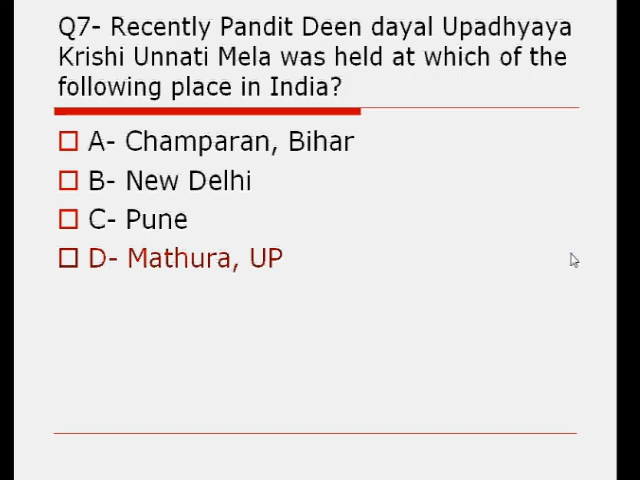 Q7- Recently Pandit Deen dayal Upadhyaya
Krishi Unnati Mela was held at which of the
following place in India?
A- Champaran, Bihar
B- New Delhi
C- Pune
D- Mathura, UP